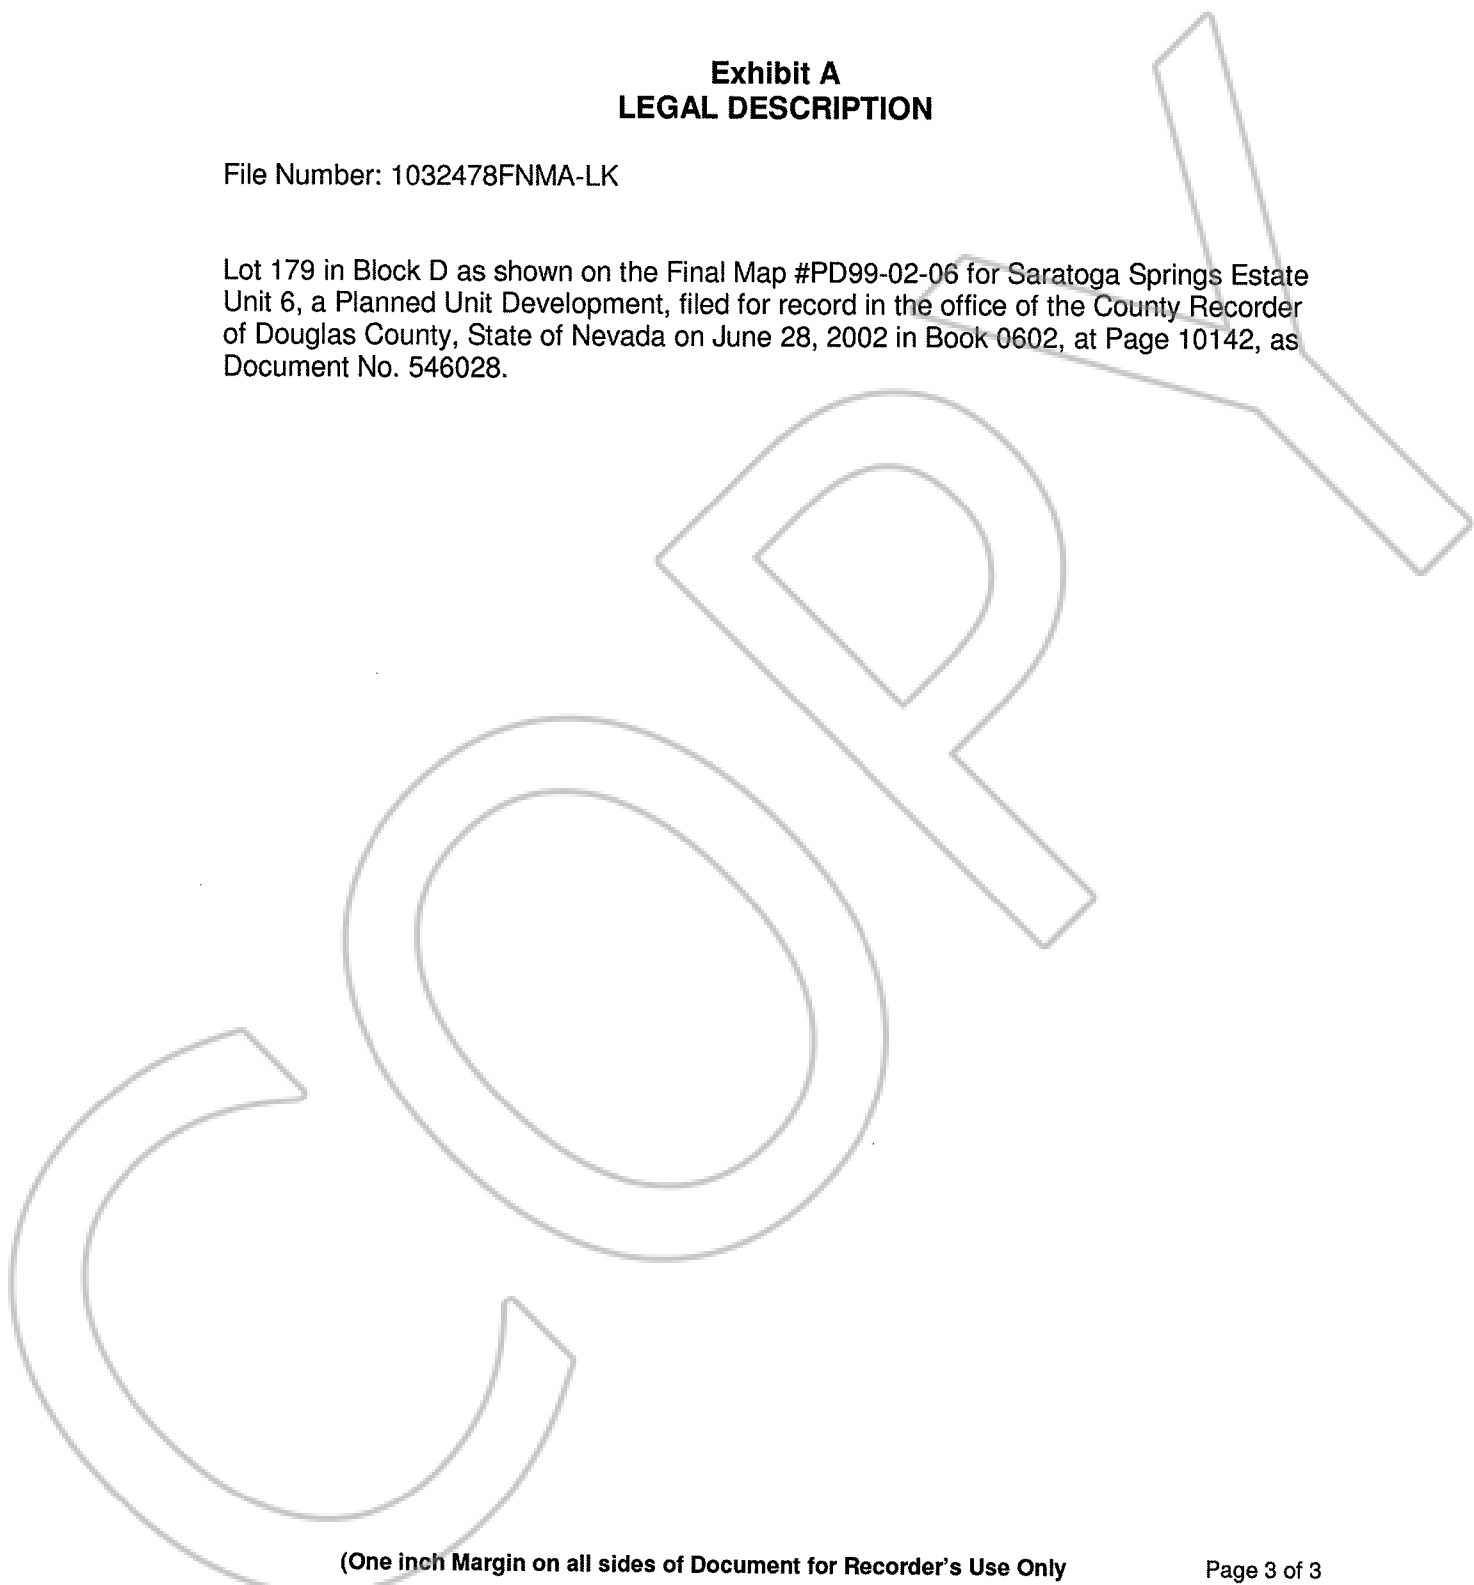 Exhibit A
LEGAL DESCRIPTION
File Number: 1032478FNMA-LK
Lot 179 in Block D as shown on the Final Map #PD99-02-06 for Saratoga Springs Estate
Unit 6, a Planned Unit Development, filed for record in the office of the County Recorder
of Douglas County, State of Nevada on June 28, 2002 in Book 0602, at Page 10142, as
Document No. 546028.
COPY
(One inch Margin on all sides of Document for Recorder's Use Only
Page 3 of 3